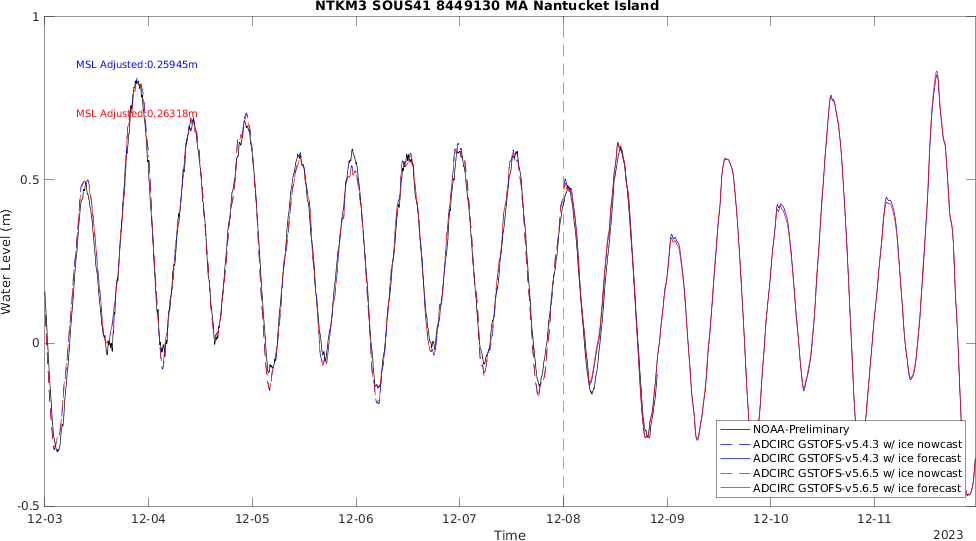 NTKM3 SOUS41 8449130 MA Nantucket Island
1
MSL Adjusted:0.25945m
MSL Adjusted:0.26318m
0.5
Water Level (m)
0
NOAA-Preliminary
ADCIRC GSTOFS-v5.4.3 w/ ice nowcast
ADCIRC GSTOFS-v5.4.3 w/ ice forecast
ADCIRC GSTOFS-v5.6.5 w/ ice nowcast
ADCIRC GSTOFS-v5.6.5 w/ ice forecast
-0.5
12-03 12-04 12-05 12-06 12-07 12-08 12-09 12-10 12-11
Time
2023